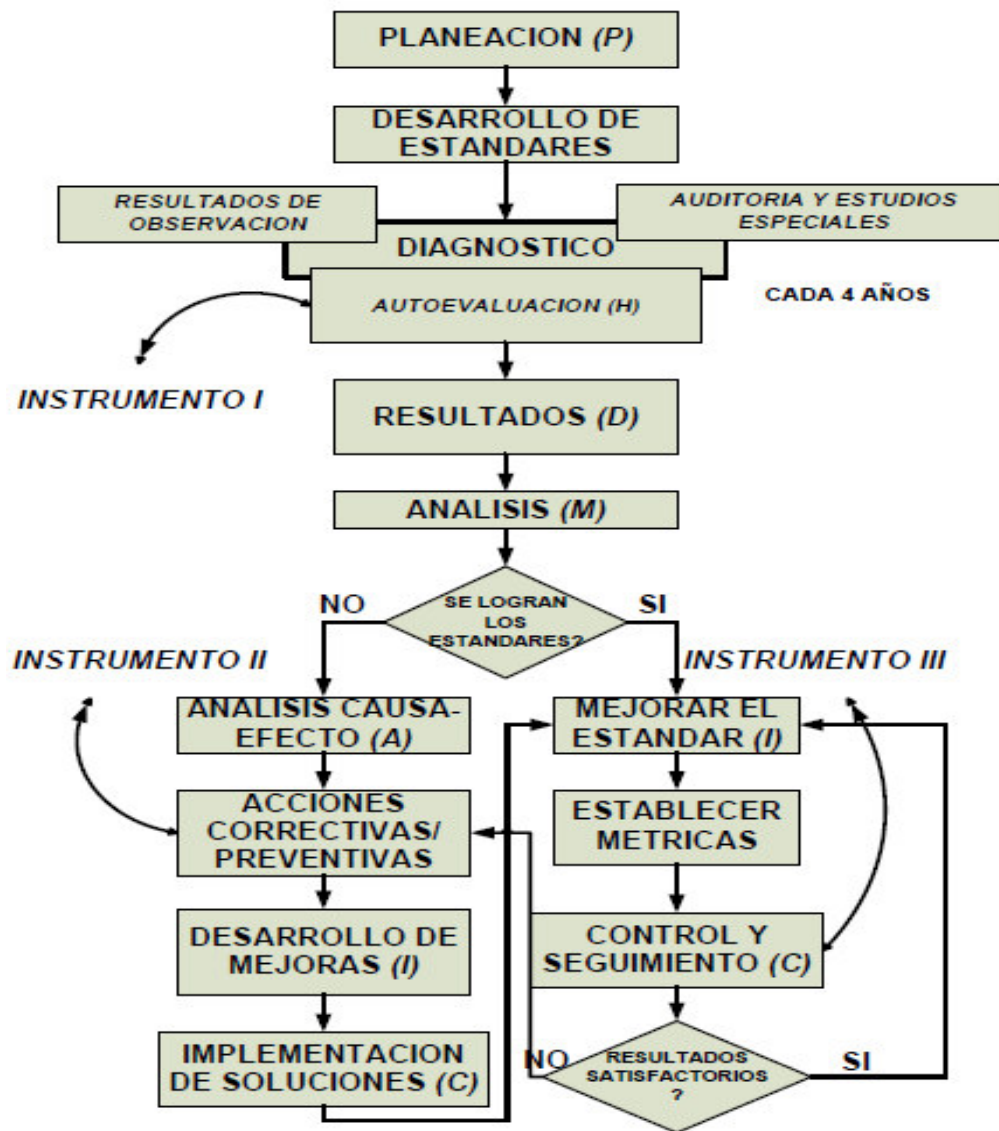 PLANEACION (P)
DESARROLLO DE
ESTANDARES
RESULTADOS DE
OBSERVACION
AUDITORIA Y ESTUDIOS
ESPECIALES
DIAGNOSTICO
AUTOEVALUACION (H)
CADA 4 AÑOS
INSTRUMENTO I
RESULTADOS (D)
ANALISIS (M)
SE LOGRAN
LOS
ESTANDARES?
NO
SI
INSTRUMENTO II
INSTRUMENTO III
ANALISIS CAUSA-
EFECTO (A)
MEJORAR EL
ESTANDAR (I)
ACCIONES
CORRECTIVAS/
PREVENTIVAS
ESTABLECER
METRICAS
DESARROLLO DE
MEJORAS (I)
CONTROL Y
SEGUIMIENTO (C)
IMPLEMENTACION
DE SOLUCIONES (C)
NO
RESULTADOS
SATISFACTORIOS
?
SI